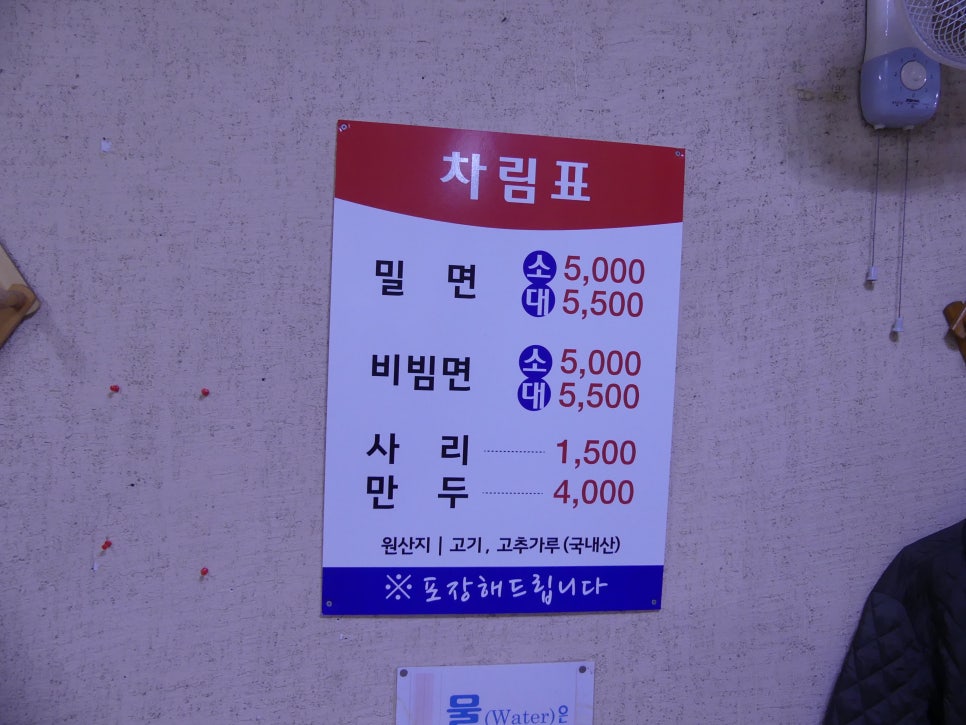 차림표
밀 면 소 5,000
대 5,500
비빔면 소 5,000
대 5,500
사 리 1,500
만 두 4,000
원산지 | 고기, 고추가루(국내산)
※ 포장해드립니다
물(Water)은